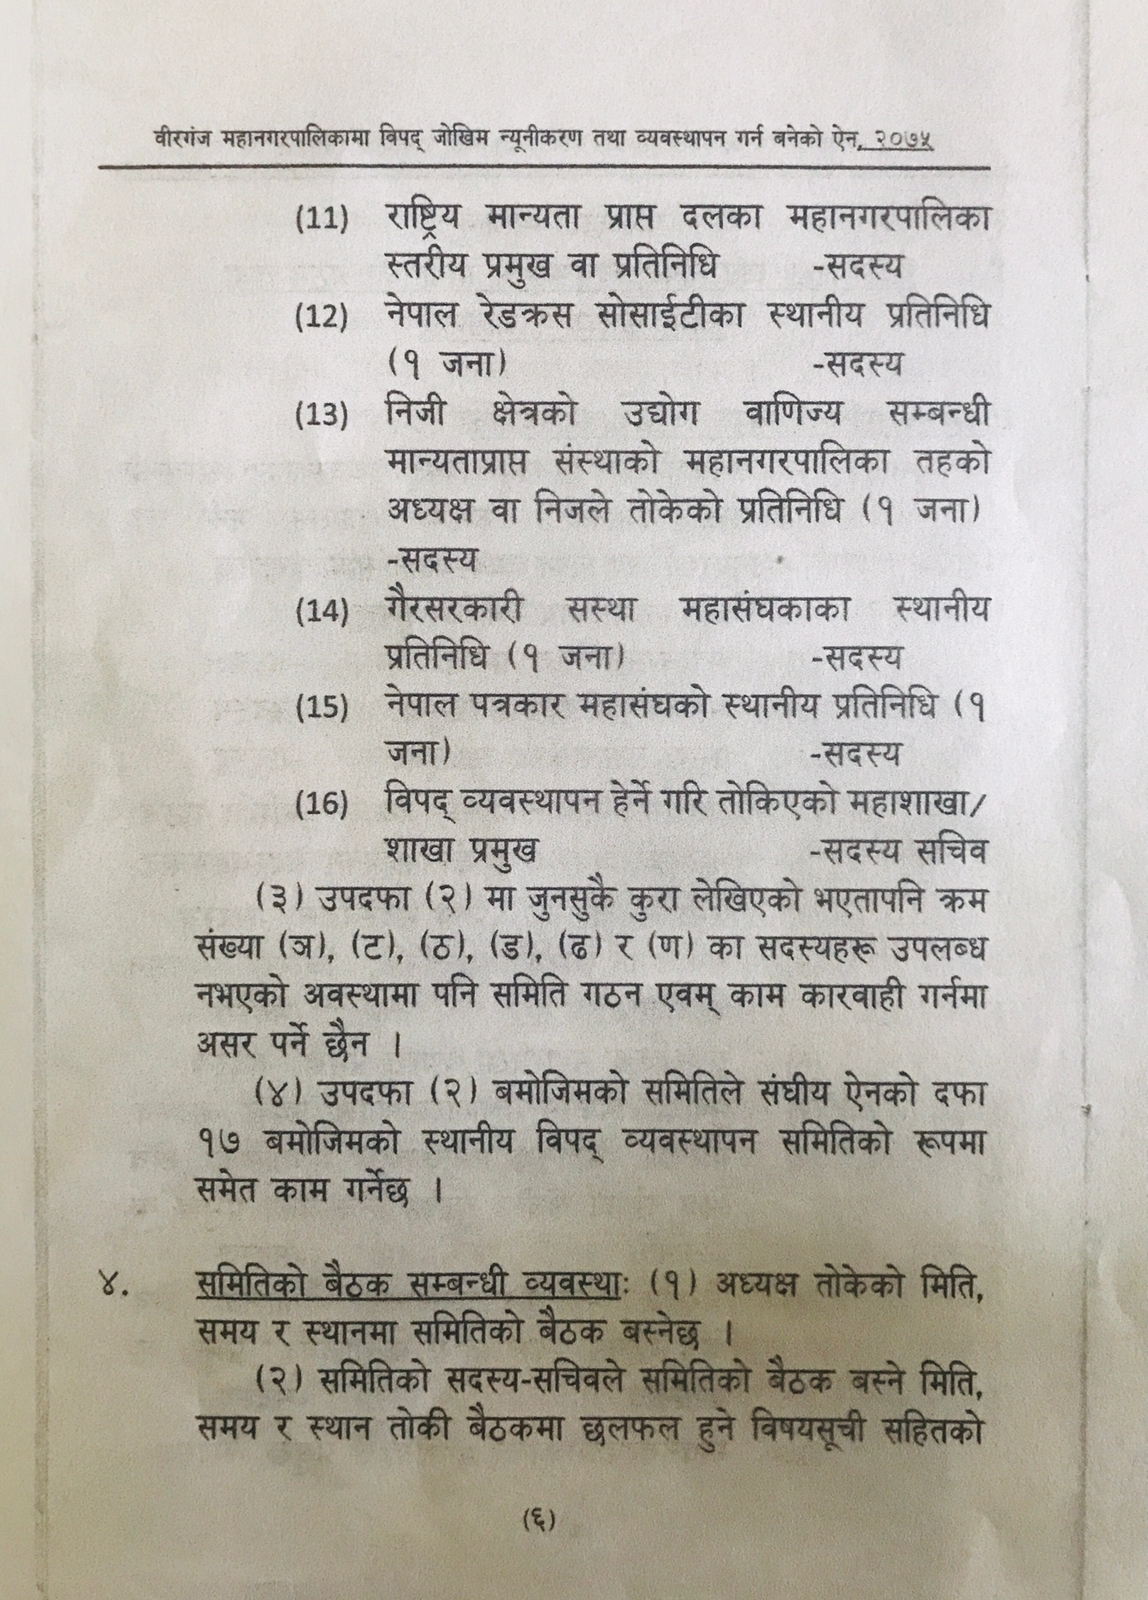 वीरगंज महानगरपालिकामा विपद् जोखिम न्यूनीकरण तथा व्यवस्थापन गर्न बनेको ऐन, २०७५
(11) राष्ट्रिय मान्यता प्राप्त दलका महानगरपालिका
स्तरीय प्रमुख वा प्रतिनिधि -सदस्य
(12) नेपाल रेडक्रस सोसाईटीका स्थानीय प्रतिनिधि
(१ जना) -सदस्य
(13) निजी क्षेत्रको उद्योग वाणिज्य सम्बन्धी
मान्यताप्राप्त संस्थाको महानगरपालिका तहको
अध्यक्ष वा निजले तोकेको प्रतिनिधि (१ जना)
-सदस्य
(14) गैरसरकारी सस्था महासंघकाका स्थानीय
प्रतिनिधि (१ जना) -सदस्य
(15) नेपाल पत्रकार महासंघको स्थानीय प्रतिनिधि (१
जना) -सदस्य
(16) विपद् व्यवस्थापन हेर्ने गरि तोकिएको महाशाखा/
शाखा प्रमुख -सदस्य सचिव
(३) उपदफा (२) मा जुनसुकै कुरा लेखिएको भएतापनि क्रम
संख्या (ञ), (ट), (ठ), (ड), (ढ) र (ण) का सदस्यहरू उपलब्ध
नभएको अवस्थामा पनि समिति गठन एवम् काम कारवाही गर्नमा
असर पर्ने छैन ।
(४) उपदफा (२) बमोजिमको समितिले संघीय ऐनको दफा
१७ बमोजिमको स्थानीय विपद् व्यवस्थापन समितिको रूपमा
समेत काम गर्नेछ ।
४. समितिको बैठक सम्बन्धी व्यवस्थाः (१) अध्यक्ष तोकेको मिति,
समय र स्थानमा समितिको बैठक बस्नेछ ।
(२) समितिको सदस्य-सचिवले समितिको बैठक बस्ने मिति,
समय र स्थान तोकी बैठकमा छलफल हुने विषयसूची सहितको
(६)